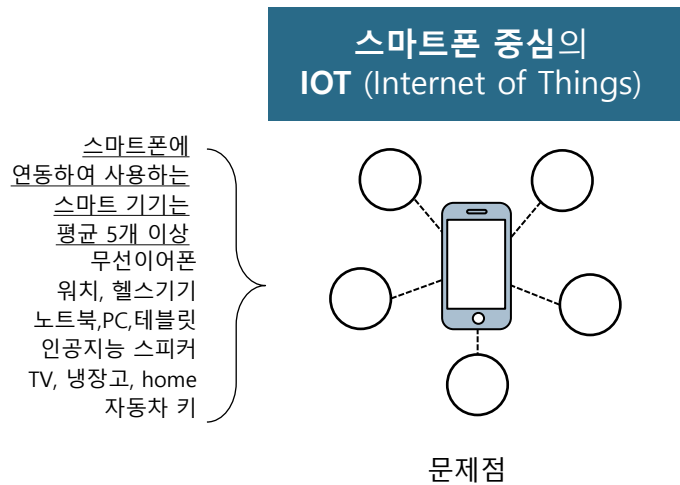 스마트폰 중심의
IOT (Internet of Things)
스마트폰에
연동하여 사용하는
스마트 기기는
평균 5개 이상
무선이어폰
워치, 헬스기기
노트북,PC,테블릿
인공지능 스피커
TV, 냉장고, home
자동차 키
문제점